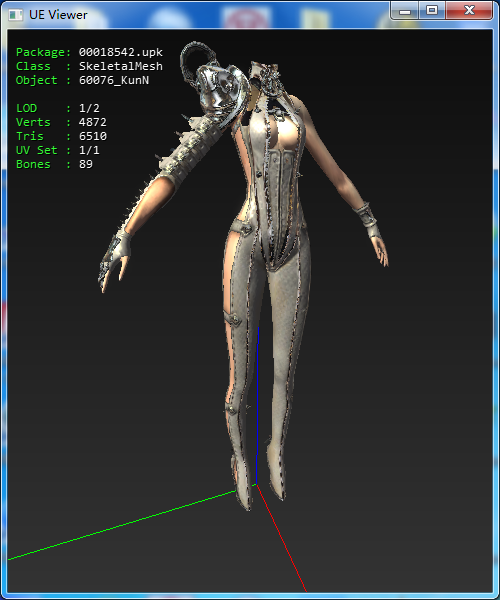 UE Viewer
Package: 00018542.upk
Class  : SkeletalMesh
Object : 60076_KunN
LOD    : 1/2
Verts  : 4872
Tris   : 6510
UV Set : 1/1
Bones  : 89